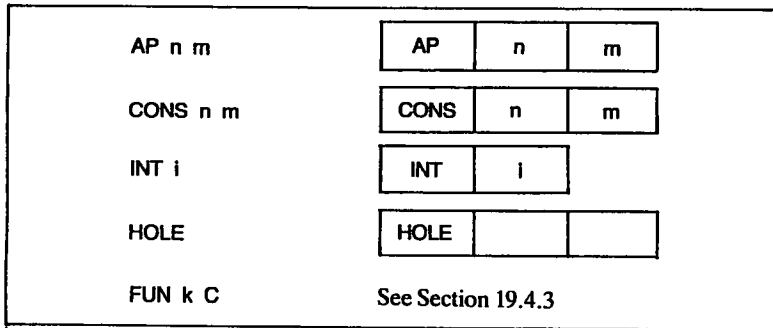 AP n m AP n m
CONS n m CONS n m
INT i INT i
HOLE HOLE
FUN k C See Section 19.4.3